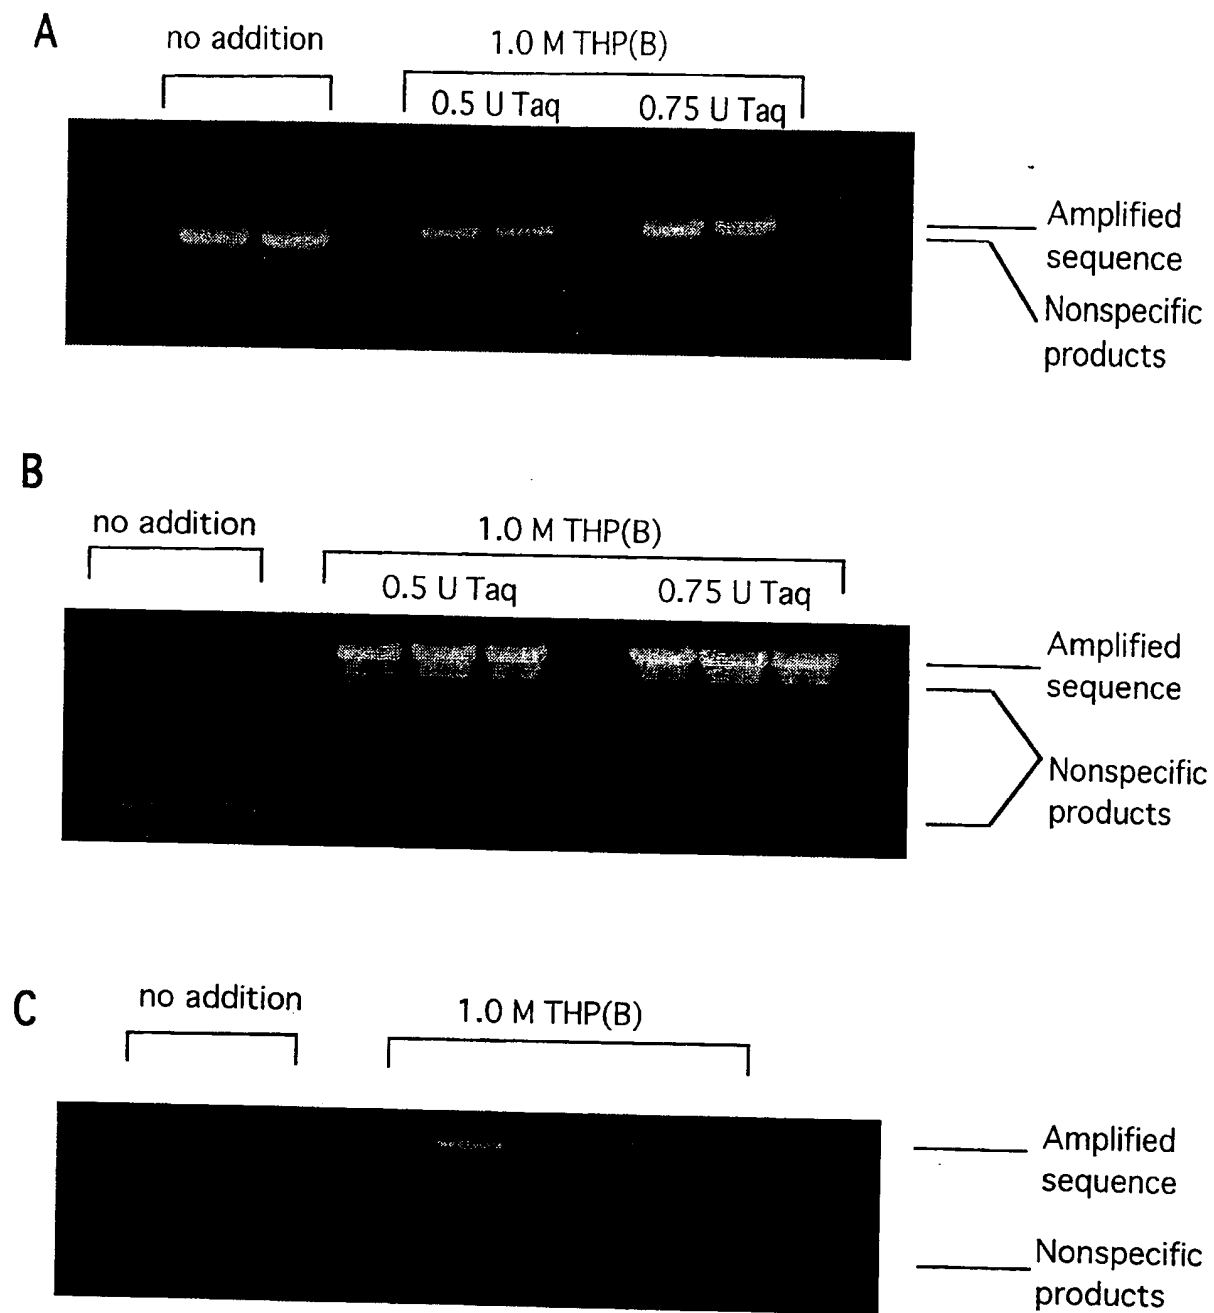 A
no addition
1.0 M THP(B)
0.5 U Taq
0.75 U Taq
Amplified
sequence
Nonspecific
products
B
no addition
1.0 M THP(B)
0.5 U Taq
0.75 U Taq
Amplified
sequence
Nonspecific
products
C
no addition
1.0 M THP(B)
Amplified
sequence
Nonspecific
products